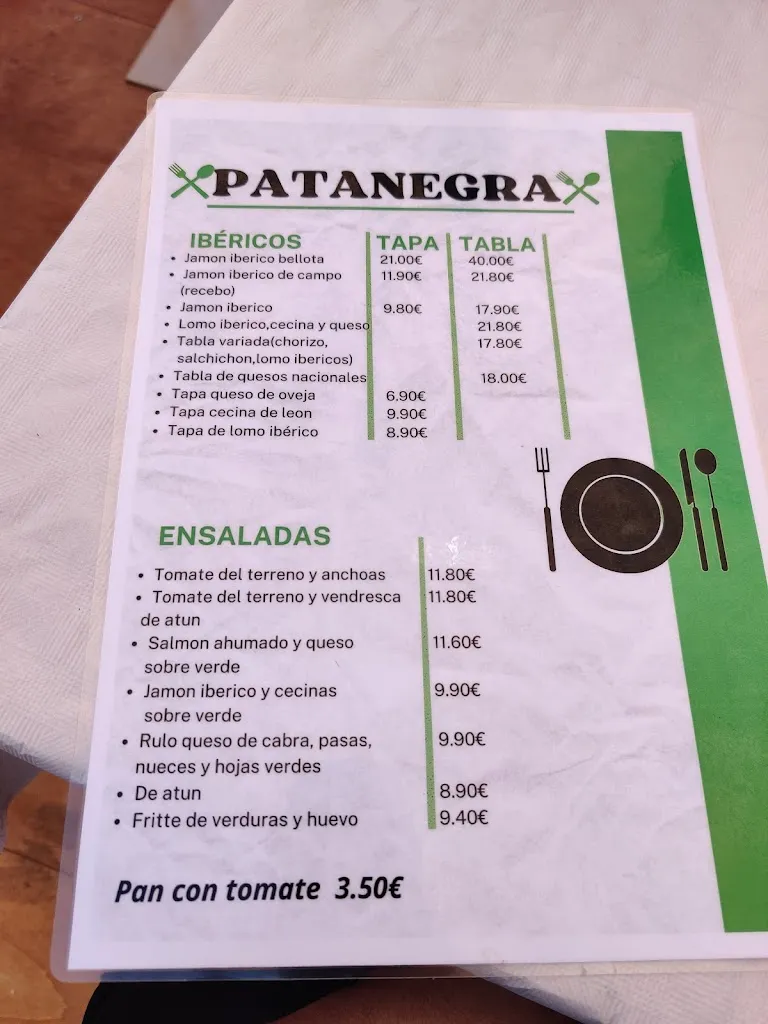 PATANEGRA
IBÉRICOS TAPA TABLA
• Jamon iberico bellota 21.00€ 40.00€
• Jamon iberico de campo 11.90€ 21.80€
(recebo)
• Jamon iberico 9.80€ 17.90€
• Lomo iberico,cecina y queso 21.80€
• Tabla variada(chorizo, 17.80€
salchichon,lomo ibericos)
• Tabla de quesos nacionales 18.00€
• Tapa queso de oveja 6.90€
• Tapa cecina de leon 9.90€
• Tapa de lomo ibérico 8.90€
ENSALADAS
• Tomate del terreno y anchoas 11.80€
• Tomate del terreno y vendresca 11.80€
de atun
• Salmon ahumado y queso 11.60€
sobre verde
• Jamon iberico y cecinas 9.90€
sobre verde
• Rulo queso de cabra, pasas, 9.90€
nueces y hojas verdes
• De atun 8.90€
• Fritte de verduras y huevo 9.40€
Pan con tomate 3.50€